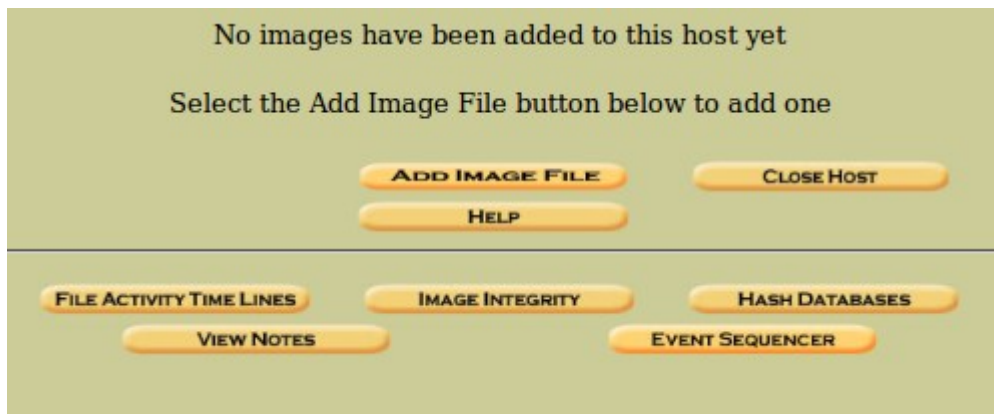 No images have been added to this host yet
Select the Add Image File button below to add one
ADD IMAGE FILE
CLOSE HOST
HELP
FILE ACTIVITY TIME LINES
IMAGE INTEGRITY
HASH DATABASES
VIEW NOTES
EVENT SEQUENCER